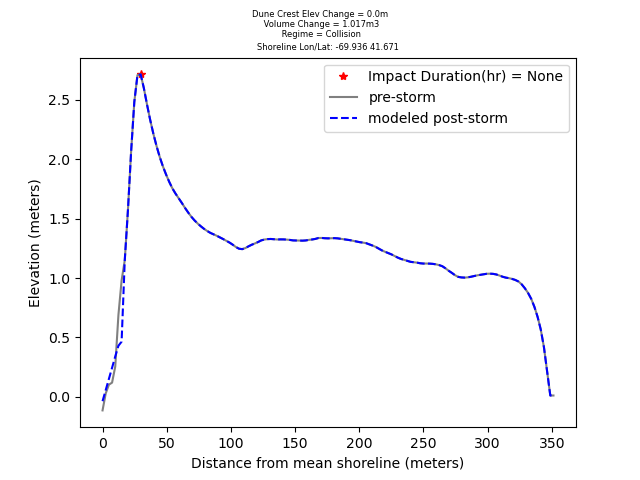 Dune Crest Elev Change = 0.0m
Volume Change = 1.017m3
Regime = Collision
Shoreline Lon/Lat: -69.936 41.671
Impact Duration(hr) = None
pre-storm
modeled post-storm
Elevation (meters)
2.5
2.0
1.5
1.0
0.5
0.0
0 50 100 150 200 250 300 350
Distance from mean shoreline (meters)